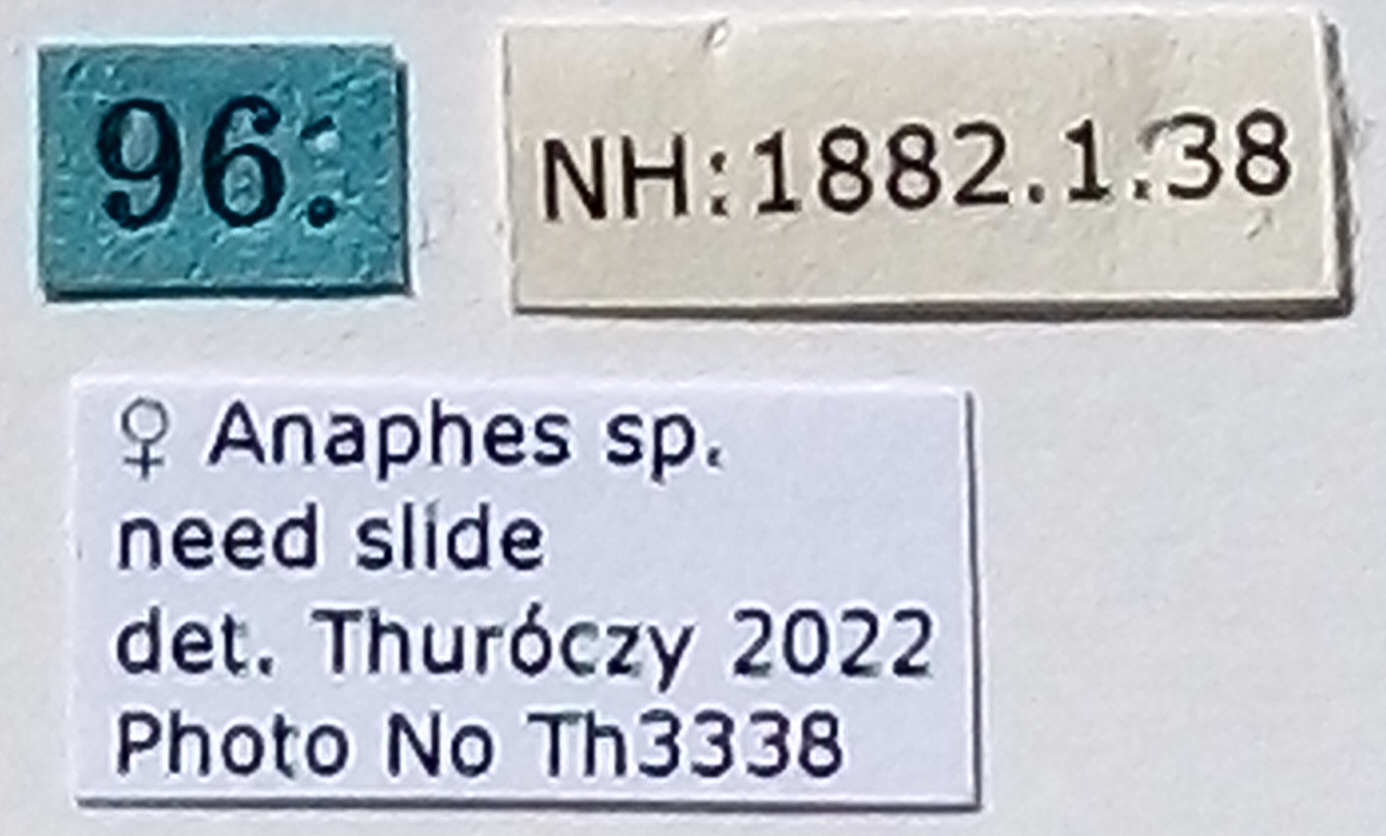 96:
NH:1882.1.38
♀ Anaphes sp.
need slide
det. Thuróczy 2022
Photo No Th3338